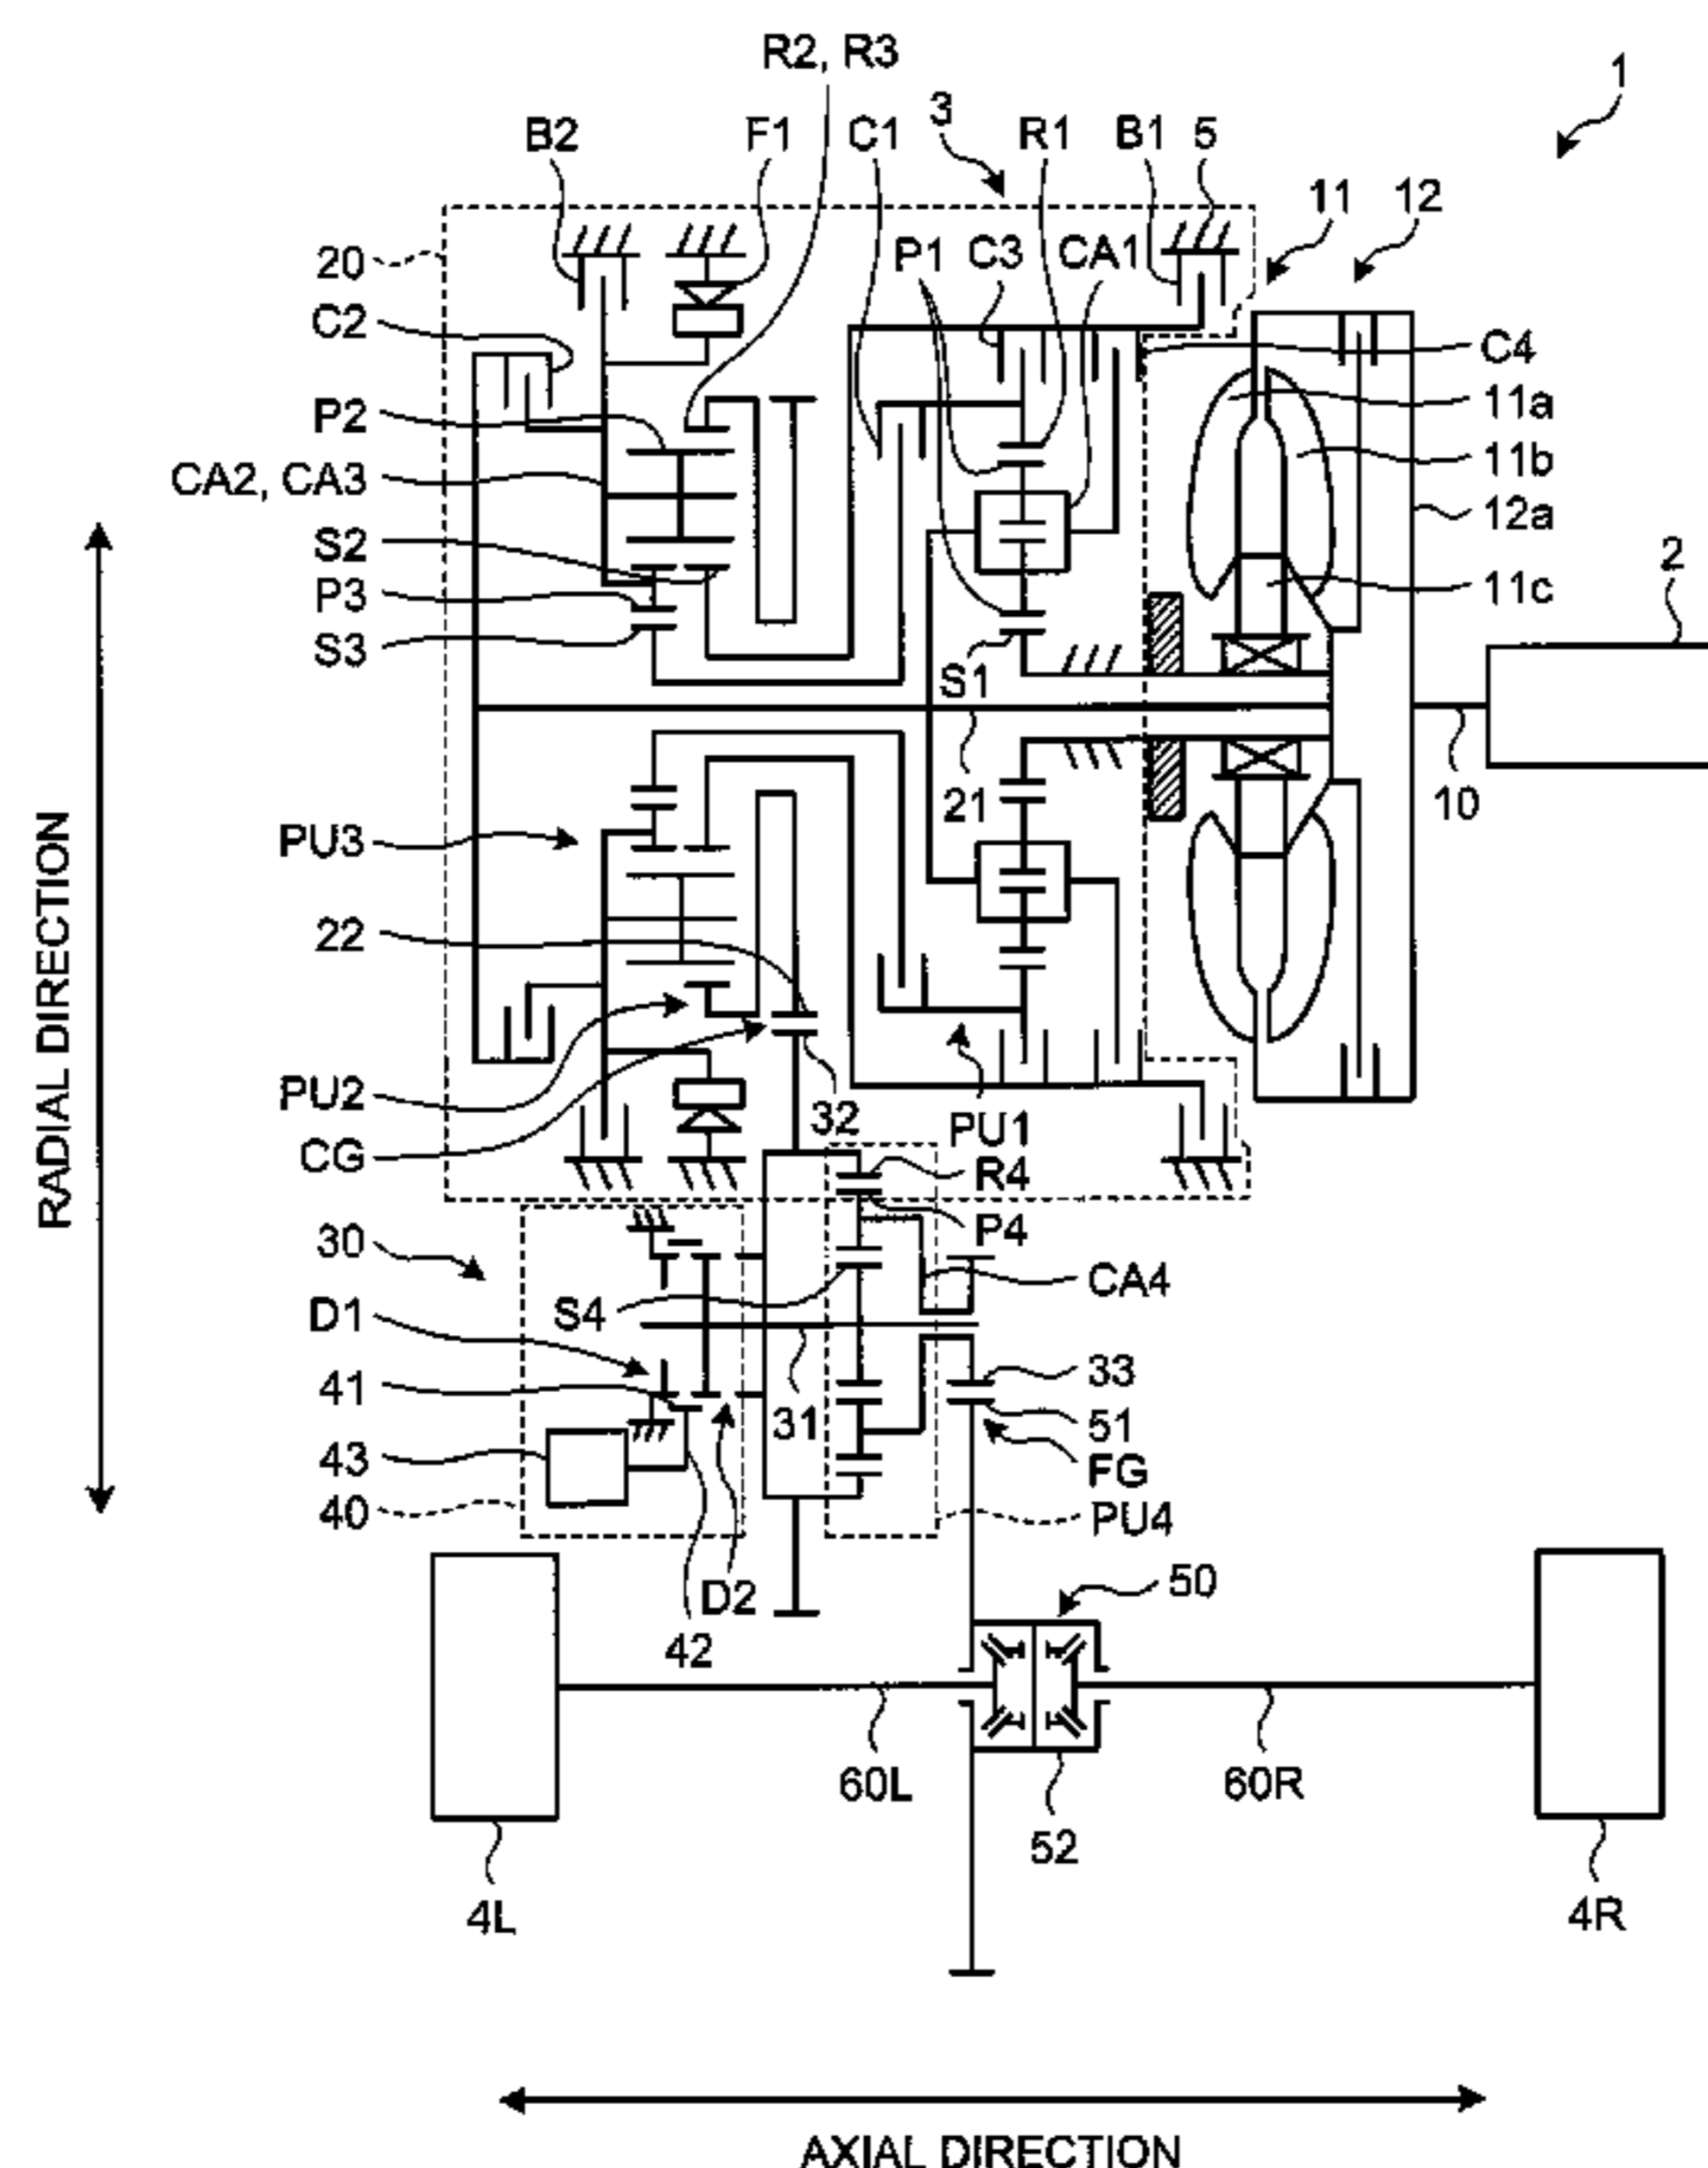 R2, R3
1
B2
F1
C1
3
R1
B1
5
11
12
20
P1
C3
CA1
C2
C4
P2
11a
11b
CA2, CA3
12a
S2
2
P3
11c
S3
S1
21
10
PU3
22
PU2
32
PU1
CG
R4
P4
30
CA4
S4
D1
33
41
31
51
43
FG
40
PU4
D2
50
42
60L
60R
52
4L
4R
RADIAL DIRECTION
AXIAL DIRECTION